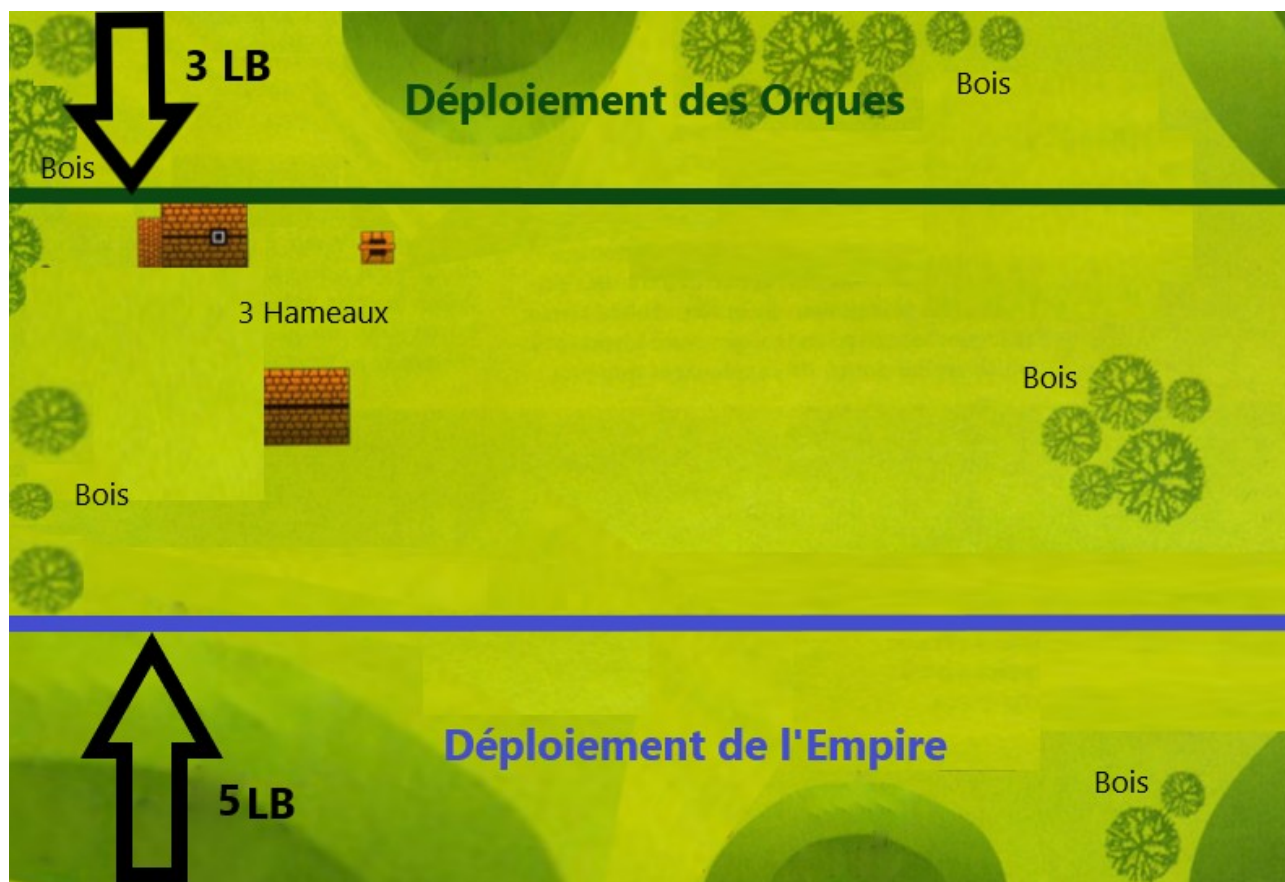 3 LB
Déploiement des Orques
Bois
Bois
3 Hameaux
Bois
Bois
Déploiement de l'Empire
5 LB
Bois